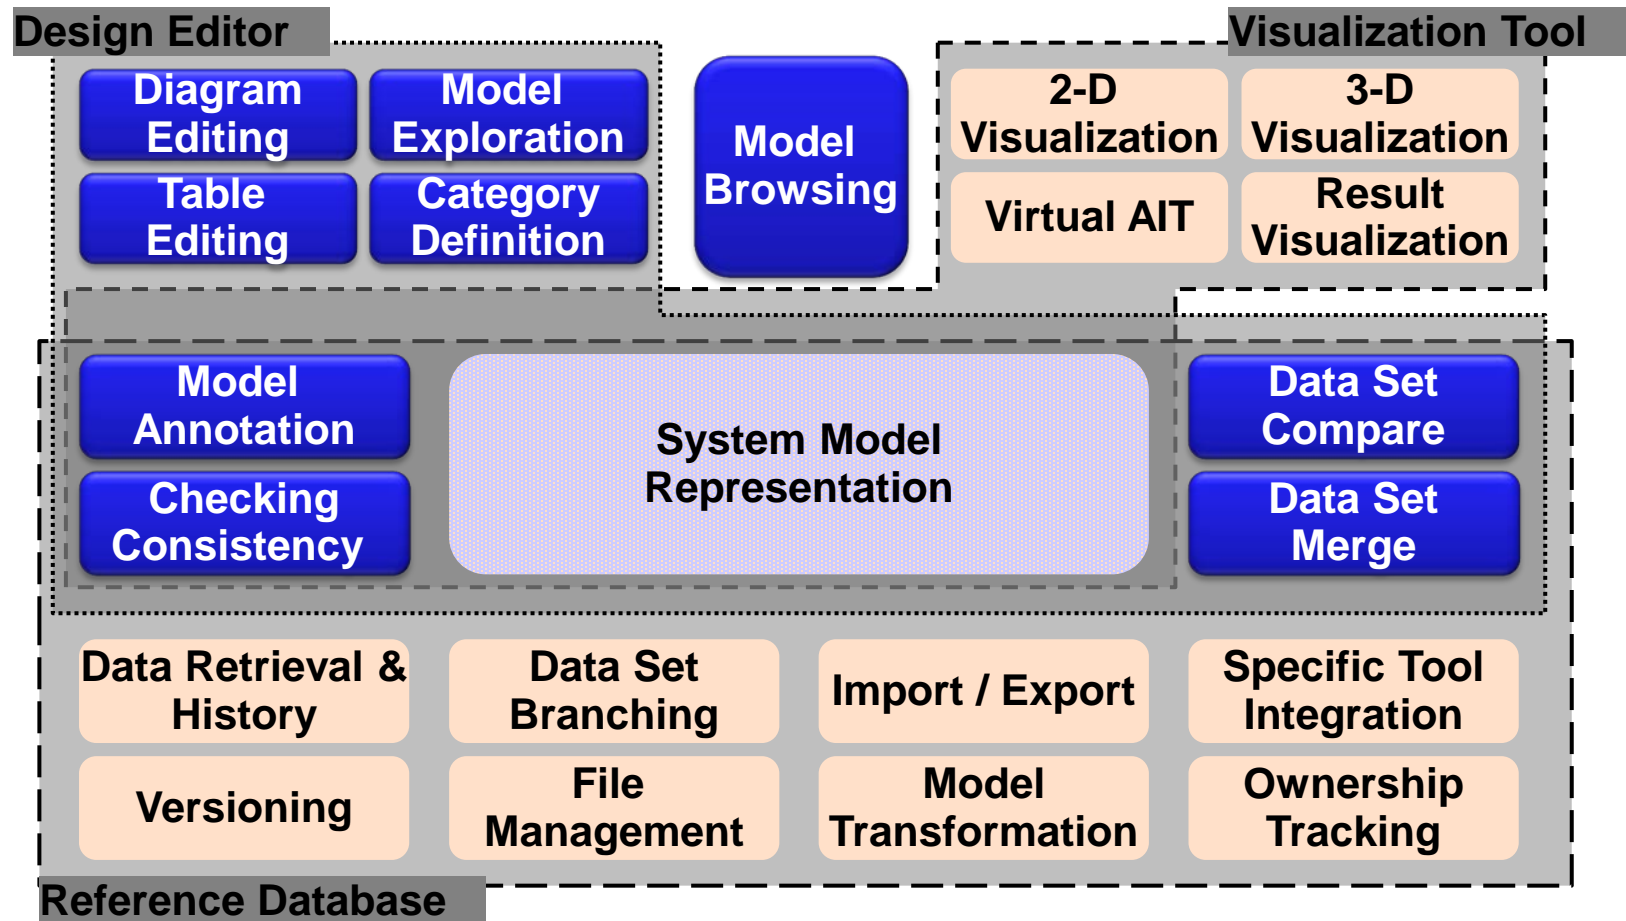 Design Editor
Visualization Tool
Diagram
Editing
Model
Exploration
Table
Editing
Category
Definition
Model
Browsing
2-D
Visualization
3-D
Visualization
Virtual AIT
Result
Visualization
Model
Annotation
Checking
Consistency
System Model
Representation
Data Set
Compare
Data Set
Merge
Data Retrieval &
History
Data Set
Branching
Import / Export
Specific Tool
Integration
Versioning
File
Management
Model
Transformation
Ownership
Tracking
Reference Database